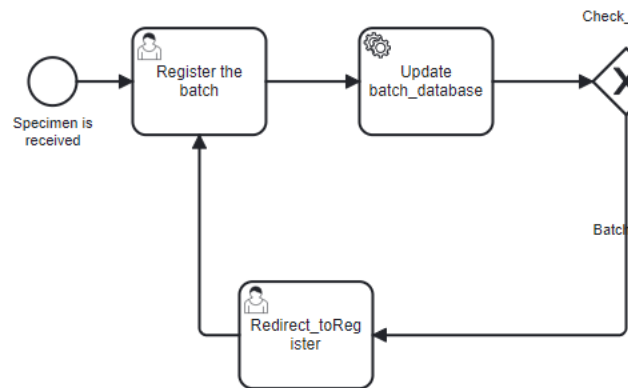 Check_
Register the
batch
Update
batch_database
Specimen is
received
Batch
Redirect_toReg
ister